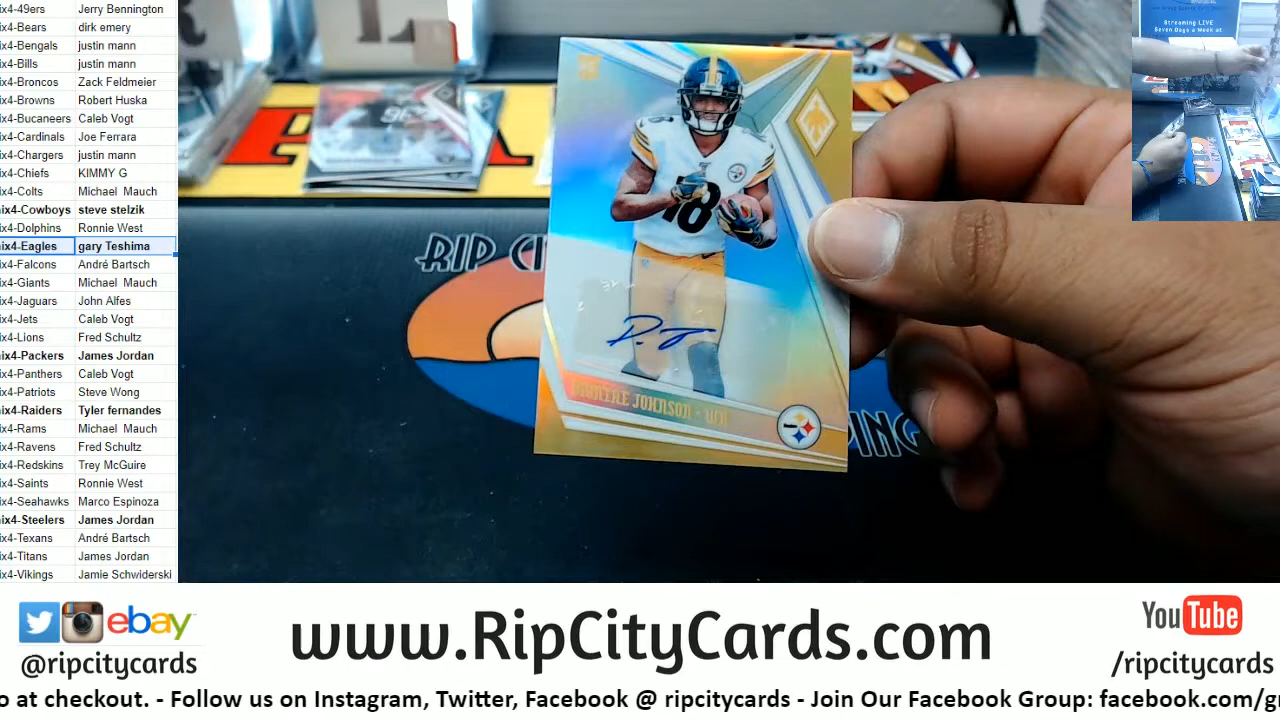 ix4-49ers Jerry Bennington
ix4-Bears dirk emery
ix4-Bengals justin mann
ix4-Bills justin mann
ix4-Broncos Zack Feldmeier
ix4-Browns Robert Huska
ix4-Bucaneers Caleb Vogt
ix4-Cardinals Joe Ferrara
ix4-Chargers justin mann
ix4-Chiefs KIMMY G
ix4-Colts Michael Mauch
ix4-Cowboys steve stelzik
ix4-Dolphins Ronnie West
ix4-Eagles gary Teshima
ix4-Falcons André Bartsch
ix4-Giants Michael Mauch
ix4-Jaguars John Alfes
ix4-Jets Caleb Vogt
ix4-Lions Fred Schultz
ix4-Packers James Jordan
ix4-Panthers Caleb Vogt
ix4-Patriots Steve Wong
ix4-Raiders Tyler fernandes
ix4-Rams Michael Mauch
ix4-Ravens Fred Schultz
ix4-Redskins Trey McGuire
ix4-Saints Ronnie West
ix4-Seahawks Marco Espinoza
ix4-Steelers James Jordan
ix4-Texans André Bartsch
ix4-Titans James Jordan
ix4-Vikings Jamie Schwiderski
Streaming LIVE
Seven Days a Week at
RIP CI
PING
18
JOHNSON - WR
ebay
@ripcitycards
www.RipCityCards.com
YouTube
/ripcitycards
o at checkout. - Follow us on Instagram, Twitter, Facebook @ ripcitycards - Join Our Facebook Group: facebook.com/g